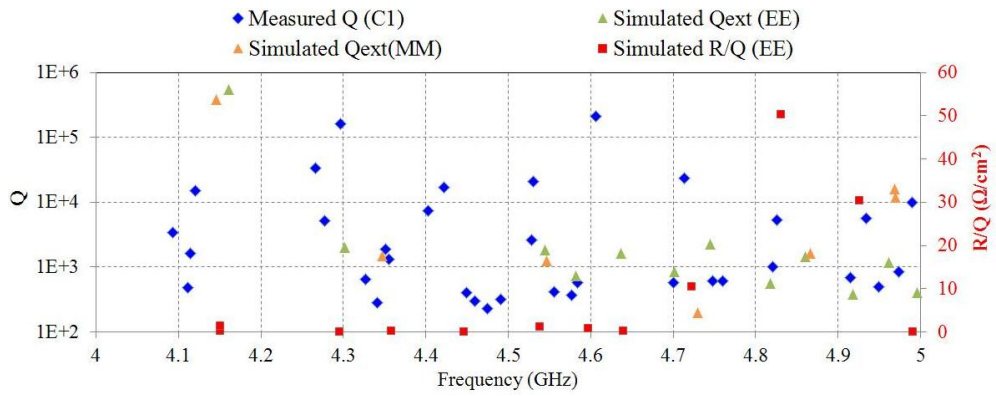 Measured Q (C1) Simulated Qext (EE)
Simulated Qext(MM) Simulated R/Q (EE)
1E+6 60
50
1E+5
40
1E+4 30
20
1E+3
10
1E+2 0
4 4.1 4.2 4.3 4.4 4.5 4.6 4.7 4.8 4.9 5
Frequency (GHz)
Q
R/Q (Ω/cm²)